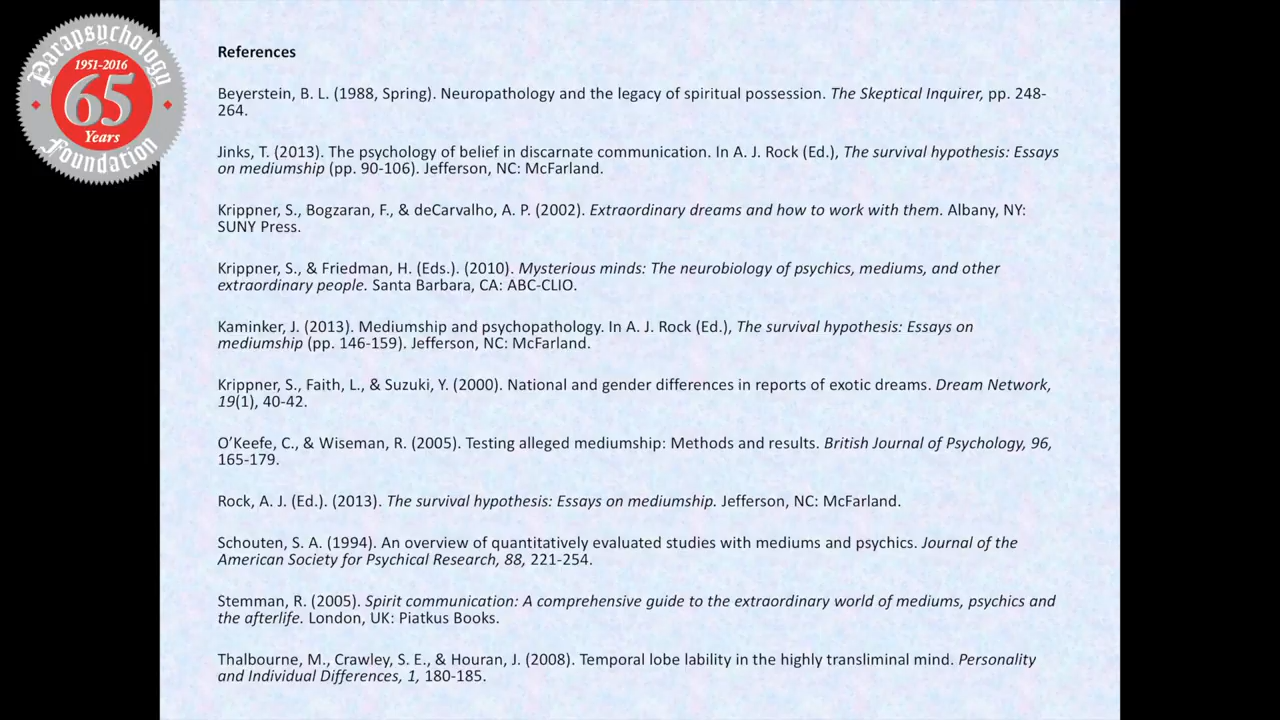 Parapsychology
1951-2016
65
Years
Foundation
References
Beyerstein, B. L. (1988, Spring). Neuropathology and the legacy of spiritual possession. The Skeptical Inquirer, pp. 248-
264.
Jinks, T. (2013). The psychology of belief in discarnate communication. In A. J. Rock (Ed.), The survival hypothesis: Essays
on mediumship (pp. 90-106). Jefferson, NC: McFarland.
Krippner, S., Bogzaran, F., & deCarvalho, A. P. (2002). Extraordinary dreams and how to work with them. Albany, NY:
SUNY Press.
Krippner, S., & Friedman, H. (Eds.). (2010). Mysterious minds: The neurobiology of psychics, mediums, and other
extraordinary people. Santa Barbara, CA: ABC-CLIO.
Kaminker, J. (2013). Mediumship and psychopathology. In A. J. Rock (Ed.), The survival hypothesis: Essays on
mediumship (pp. 146-159). Jefferson, NC: McFarland.
Krippner, S., Faith, L., & Suzuki, Y. (2000). National and gender differences in reports of exotic dreams. Dream Network,
19(1), 40-42.
O’Keefe, C., & Wiseman, R. (2005). Testing alleged mediumship: Methods and results. British Journal of Psychology, 96,
165-179.
Rock, A. J. (Ed.). (2013). The survival hypothesis: Essays on mediumship. Jefferson, NC: McFarland.
Schouten, S. A. (1994). An overview of quantitatively evaluated studies with mediums and psychics. Journal of the
American Society for Psychical Research, 88, 221-254.
Stemman, R. (2005). Spirit communication: A comprehensive guide to the extraordinary world of mediums, psychics and
the afterlife. London, UK: Piatkus Books.
Thalbourne, M., Crawley, S. E., & Houran, J. (2008). Temporal lobe lability in the highly transliminal mind. Personality
and Individual Differences, 1, 180-185.